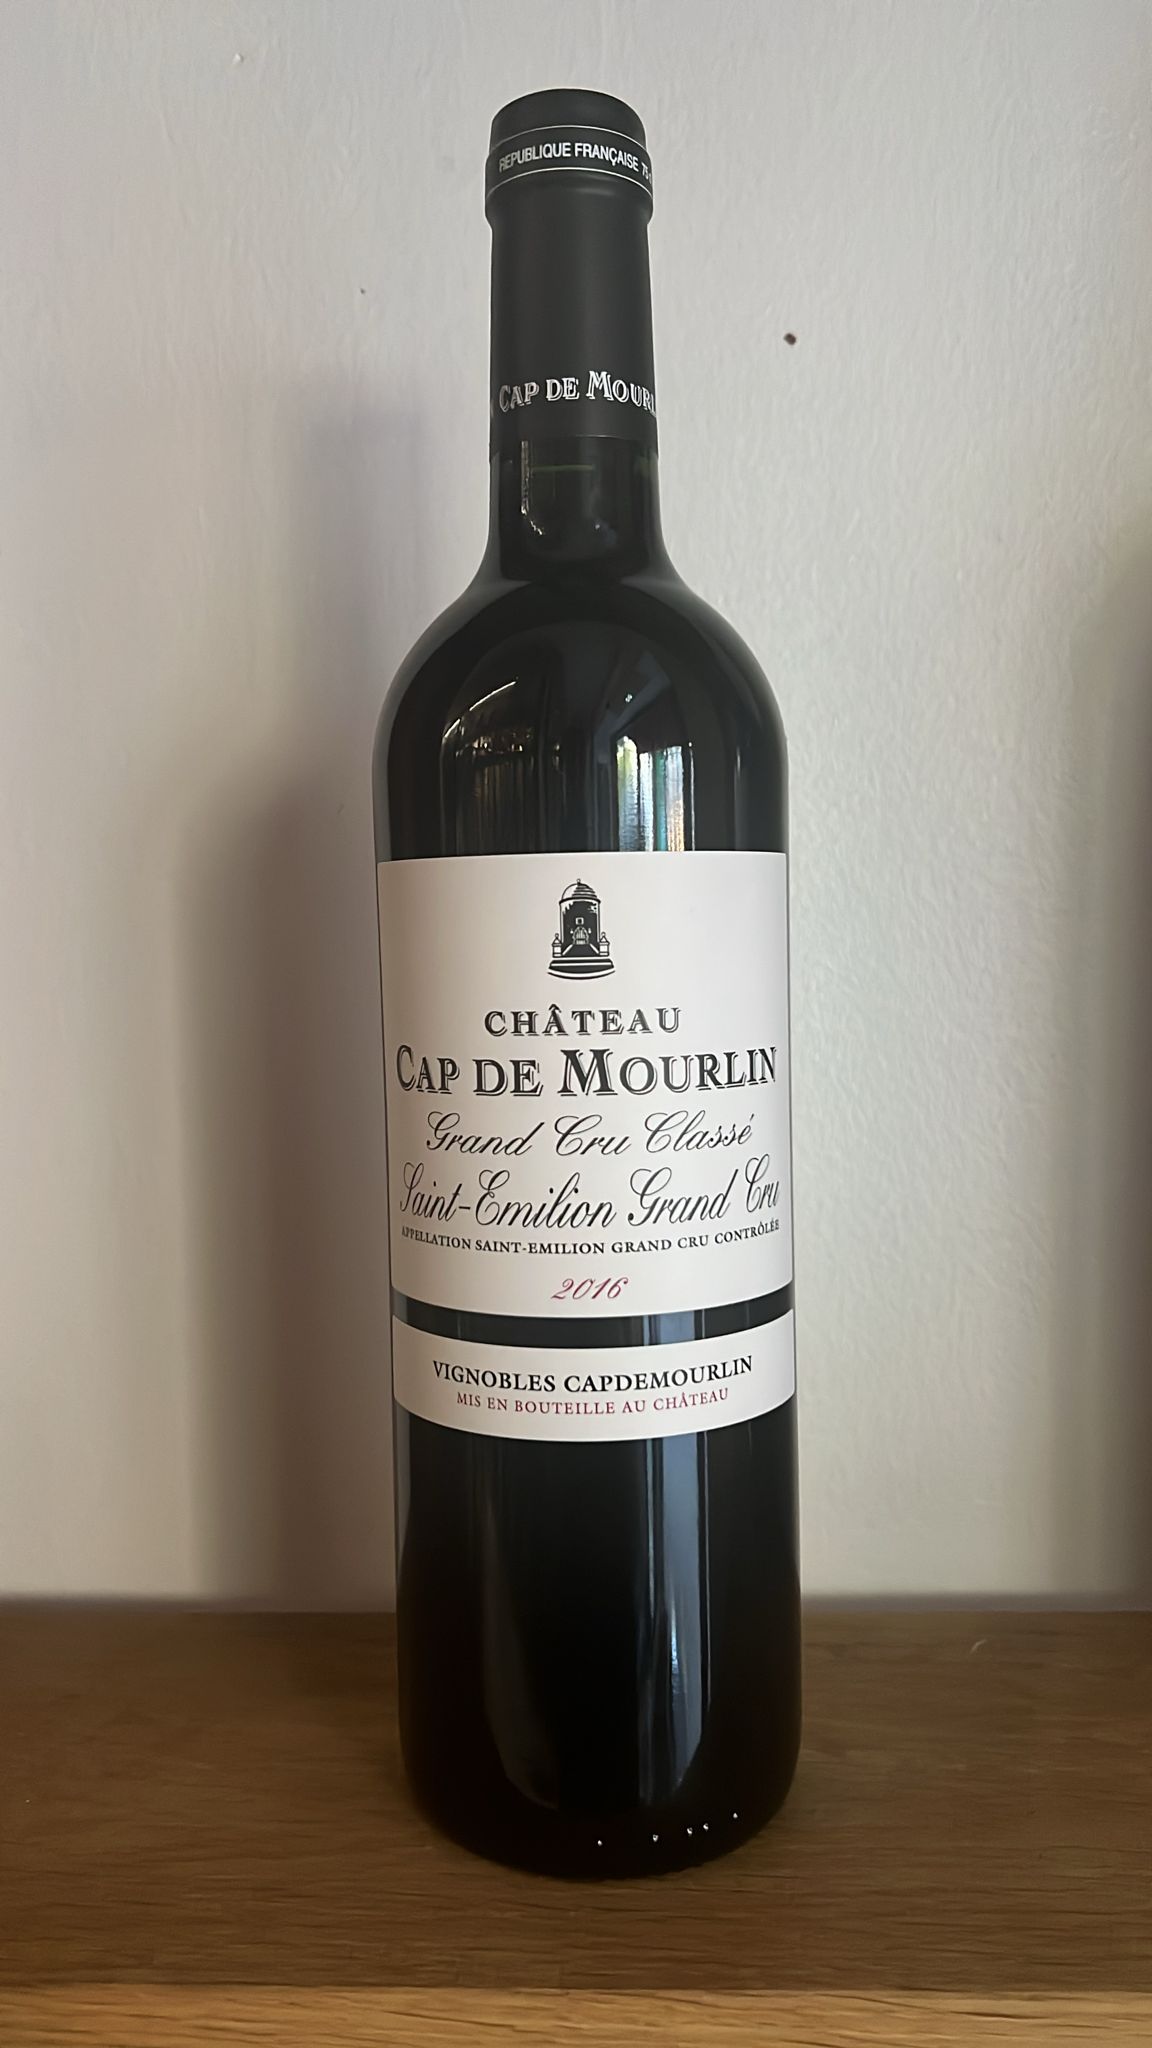 REPUBLIQUE FRANÇAISE
CAP DE
CHÂTEAU
CAP DE MOURLIN
Grand Cru Classé
Saint-Emilion Grand Cru
APPELLATION SAINT-EMILION GRAND CRU CONTRÔLÉE
2016
VIGNOBLES CAPDEMOURLIN
MIS EN BOUTEILLE AU CHÂTEAU